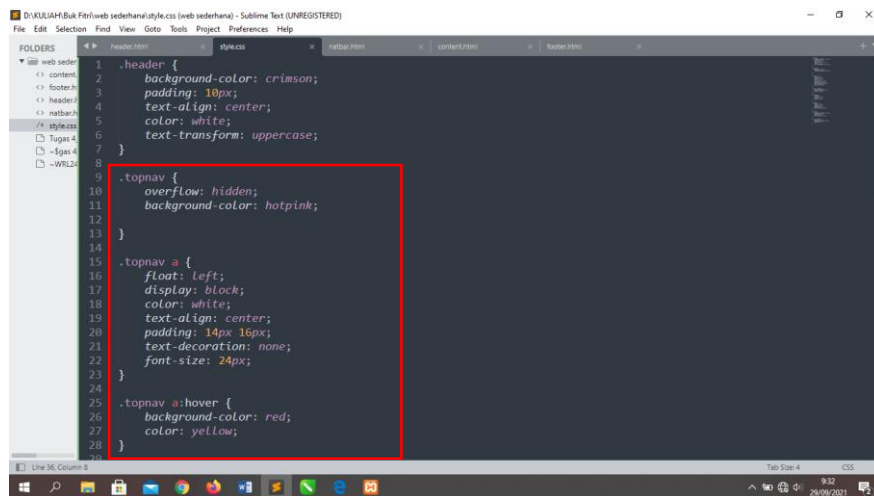 D:\KULIAH\Buk Fitri\web sederhana\style.css (web sederhana) - Sublime Text (UNREGISTERED)
File Edit Selection Find View Goto Tools Project Preferences Help
FOLDERS
web seder
content.
footer.h
header.h
natbar.h
style.css
Tugas 4_
~$gas 4
~WRL24
header.html style.css natbar.html content.html footer.html
1 .header {
2 background-color: crimson;
3 padding: 10px;
4 text-align: center;
5 color: white;
6 text-transform: uppercase;
7 }
8
9 .topnav {
10 overflow: hidden;
11 background-color: hotpink;
12
13 }
14
15 .topnav a {
16 float: left;
17 display: block;
18 color: white;
19 text-align: center;
20 padding: 14px 16px;
21 text-decoration: none;
22 font-size: 24px;
23 }
24
25 .topnav a:hover {
26 background-color: red;
27 color: yellow;
28 }
29
Line 36, Column 8 Tab Size: 4 CSS
9:32
29/09/2021